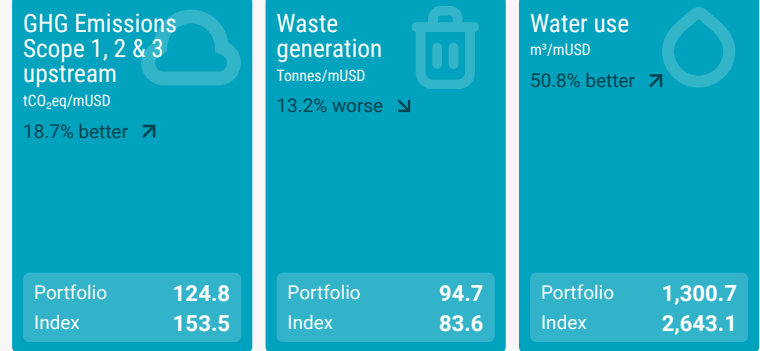 GHG Emissions
Scope 1, 2 & 3
upstream
tCO₂eq/mUSD
18.7% better
Portfolio 124.8
Index 153.5
Waste
generation
Tonnes/mUSD
13.2% worse
Portfolio 94.7
Index 83.6
Water use
m³/mUSD
50.8% better
Portfolio 1,300.7
Index 2,643.1